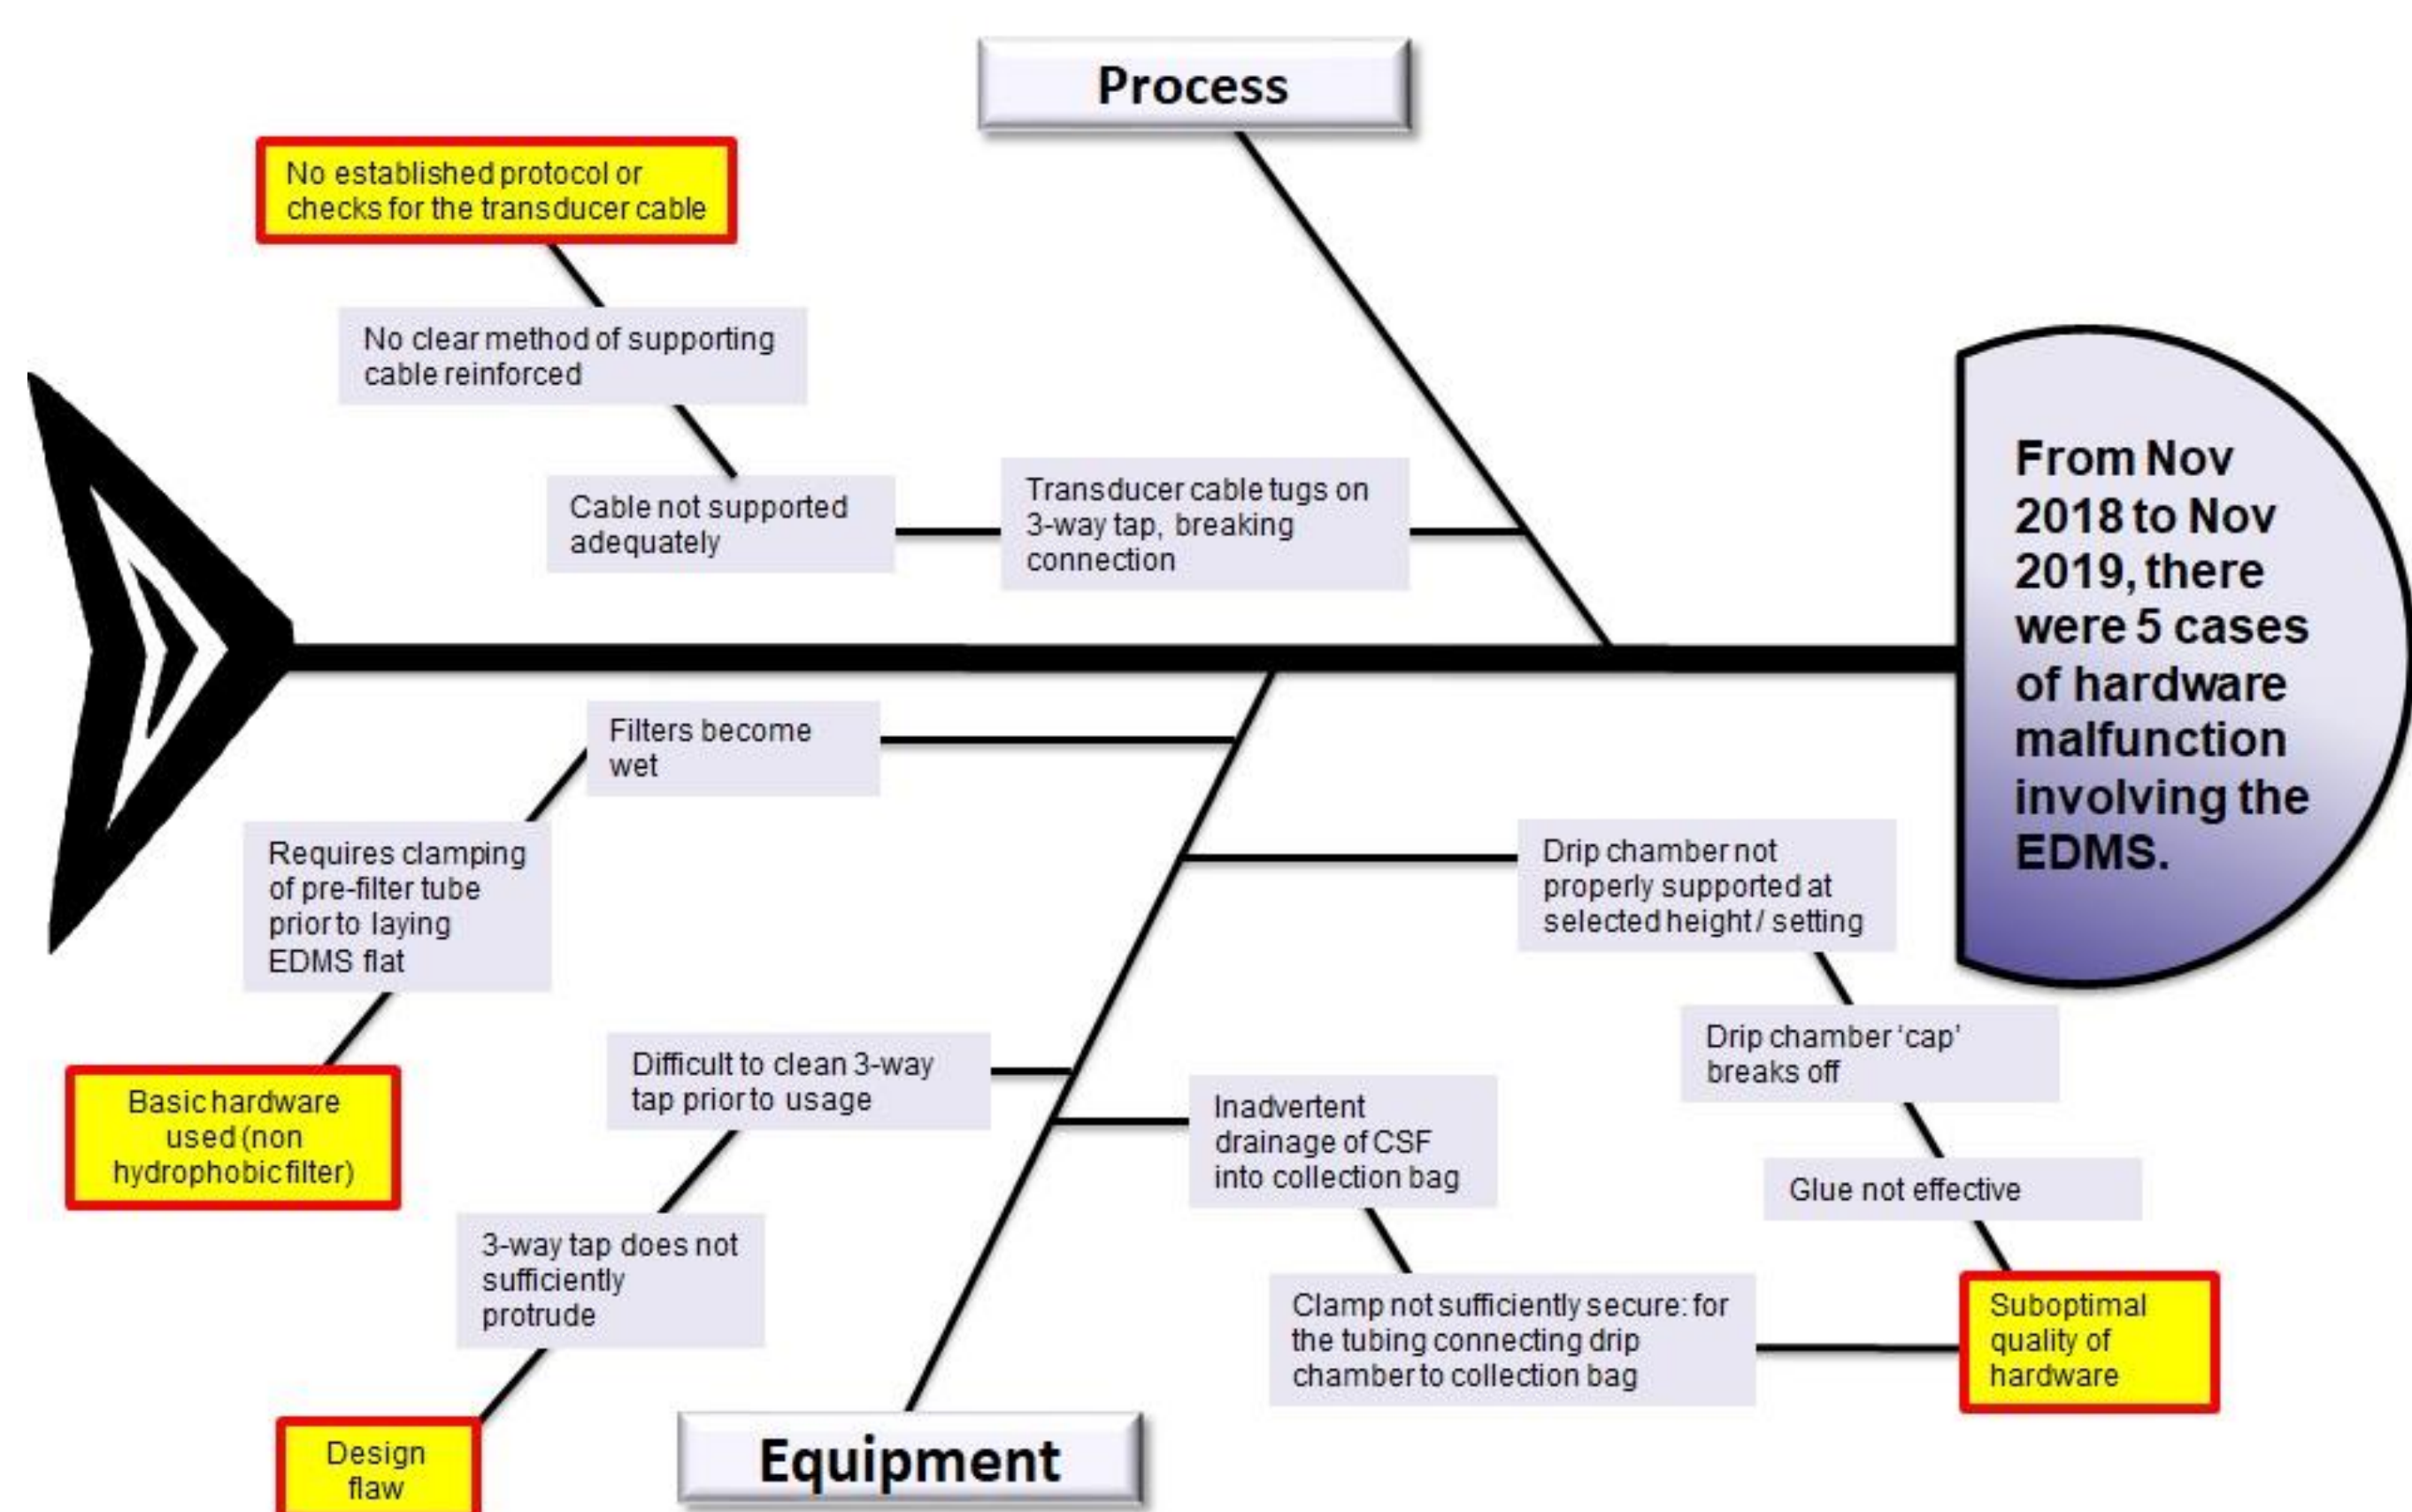 Process
No established protocol or
checks for the transducer cable
No clear method of supporting
cable reinforced
Cable not supported
adequately
Transducer cable tugs on
3-way tap, breaking
connection
From Nov
2018 to Nov
2019, there
were 5 cases
of hardware
malfunction
involving the
EDMS.
Filters become
wet
Requires clamping
of pre-filter tube
prior to laying
EDMS flat
Basic hardware
used (non
hydrophobic filter)
Difficult to clean 3-way
tap prior to usage
3-way tap does not
sufficiently
protrude
Design
flaw
Drip chamber not
properly supported at
selected height / setting
Drip chamber ‘cap’
breaks off
Glue not effective
Inadvertent
drainage of CSF
into collection bag
Clamp not sufficiently secure: for
the tubing connecting drip
chamber to collection bag
Suboptimal
quality of
hardware
Equipment